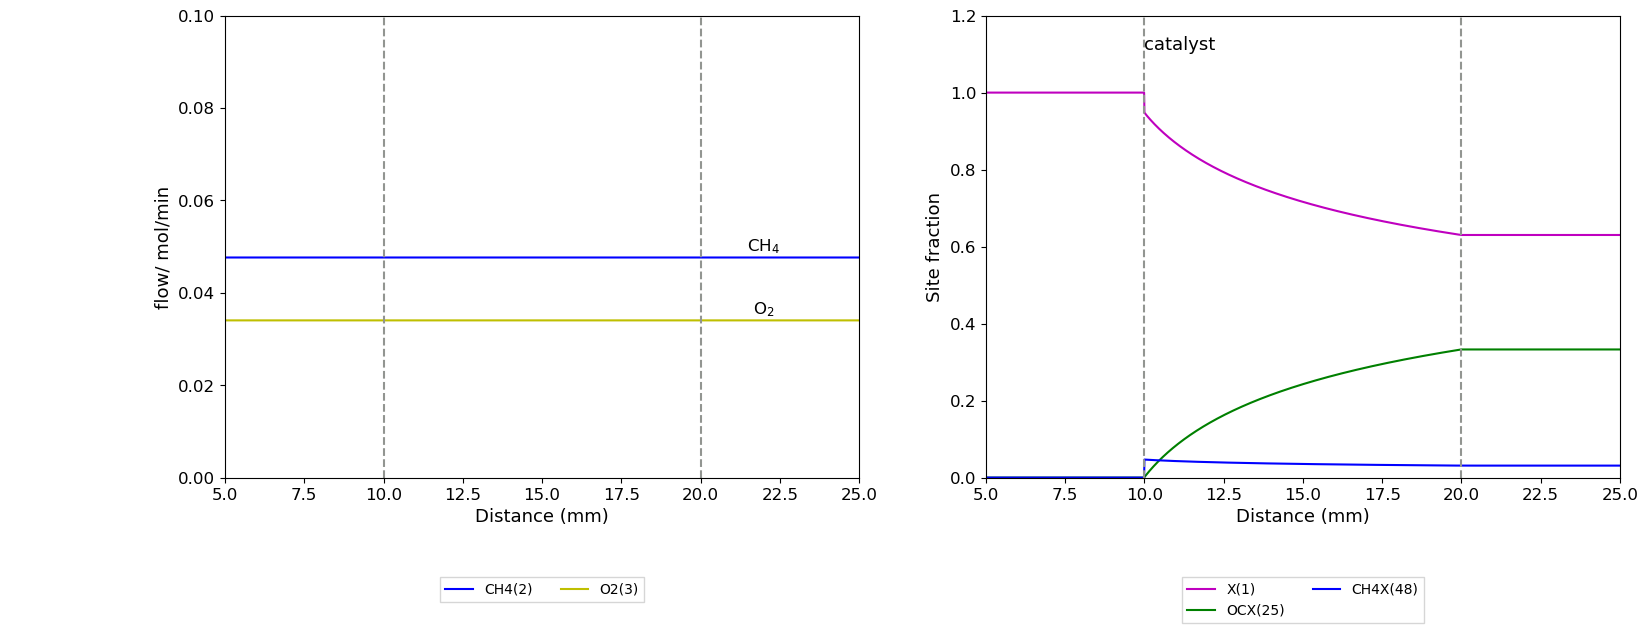 0.10
0.08
0.06
0.04
0.02
0.00
flow/ mol/min
CH4
O2
5.0 7.5 10.0 12.5 15.0 17.5 20.0 22.5 25.0
Distance (mm)
CH4(2) O2(3)
1.2
1.0
0.8
0.6
0.4
0.2
0.0
Site fraction
catalyst
5.0 7.5 10.0 12.5 15.0 17.5 20.0 22.5 25.0
Distance (mm)
X(1) CH4X(48)
OCX(25)